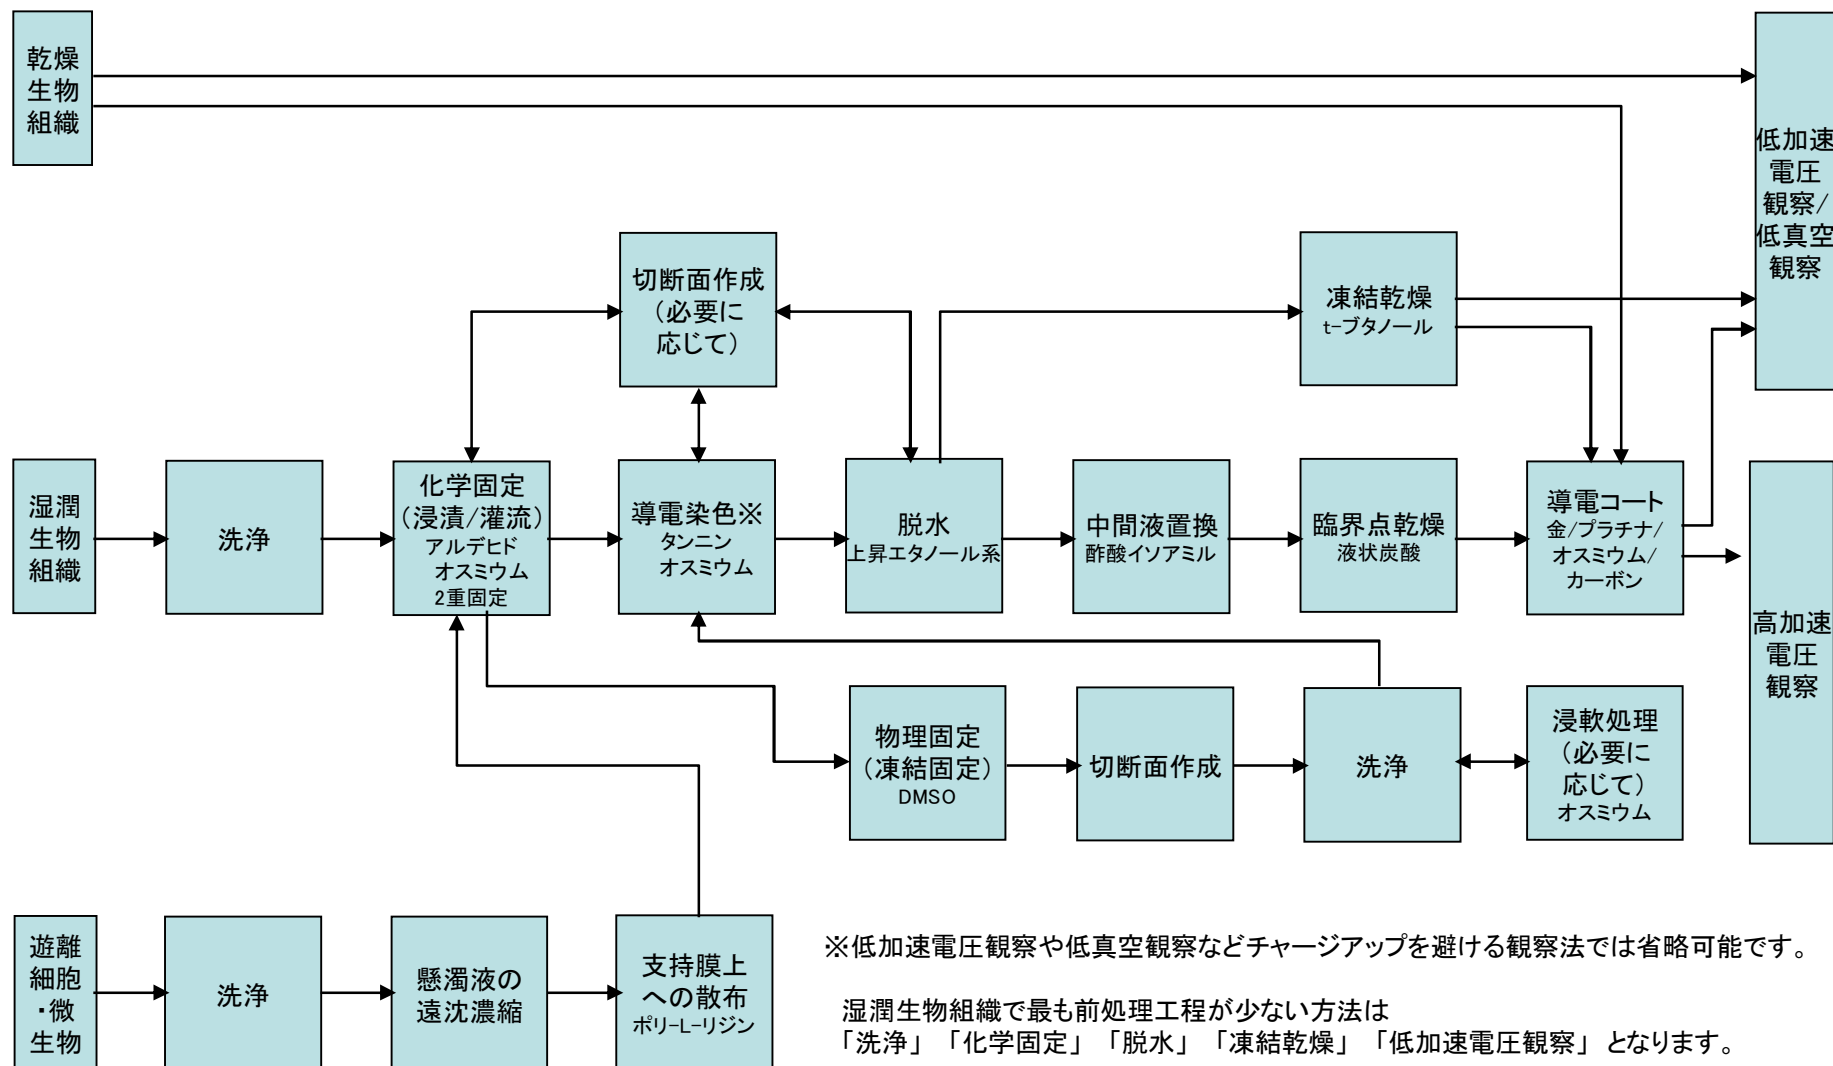 乾燥
生物
組織
低加速
電圧
観察/
低真空
観察
切断面作成
（必要に
応じて）
凍結乾燥
t-ブタノール
湿潤
生物
組織
洗浄
化学固定
（浸漬/灌流）
アルデヒド
オスミウム
2重固定
導電染色※
タンニン
オスミウム
脱水
上昇エタノール系
中間液置換
酢酸イソアミル
臨界点乾燥
液状炭酸
導電コート
金/プラチナ/
オスミウム/
カーボン
高加速
電圧
観察
物理固定
（凍結固定）
DMSO
切断面作成
洗浄
浸軟処理
（必要に
応じて）
オスミウム
遊離
細胞
・微
生物
洗浄
懸濁液の
遠沈濃縮
支持膜上
への散布
ポリ-L-リジン
※低加速電圧観察や低真空観察などチャージアップを避ける観察法では省略可能です。
湿潤生物組織で最も前処理工程が少ない方法は
「洗浄」「化学固定」「脱水」「凍結乾燥」「低加速電圧観察」となります。